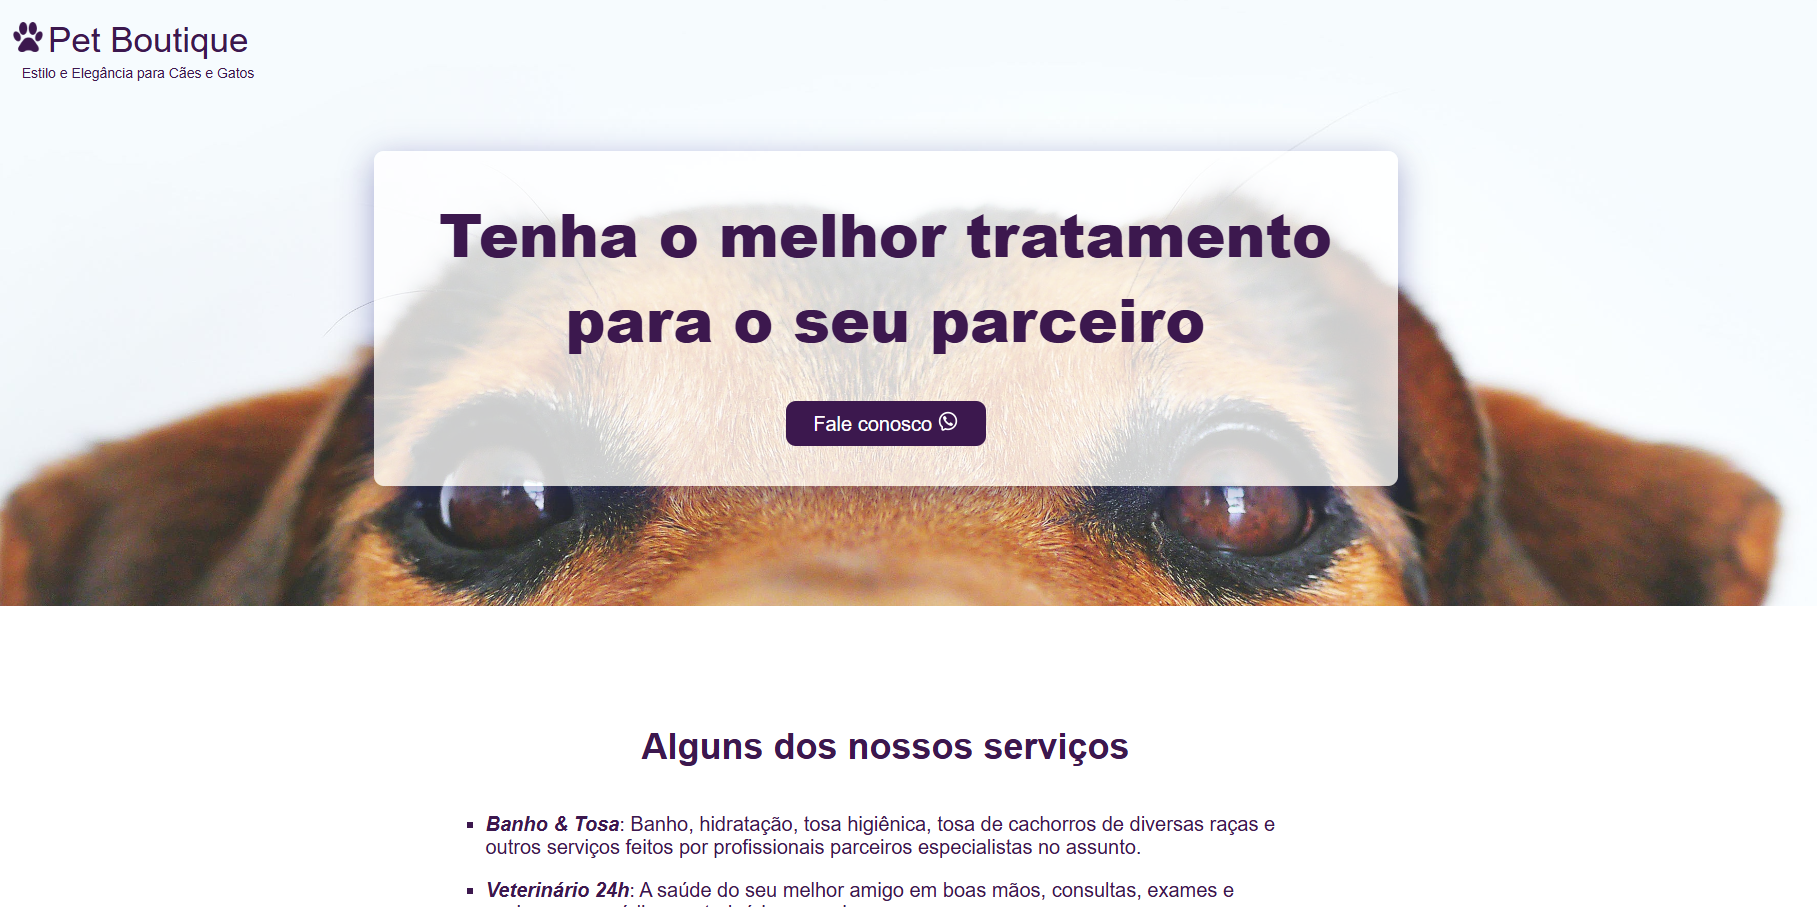 Pet Boutique
Estilo e Elegância para Cães e Gatos
Tenha o melhor tratamento
para o seu parceiro
Fale conosco
Alguns dos nossos serviços
Banho & Tosa: Banho, hidratação, tosa higiênica, tosa de cachorros de diversas raças e
outros serviços feitos por profissionais parceiros especialistas no assunto.
Veterinário 24h: A saúde do seu melhor amigo em boas mãos, consultas, exames e